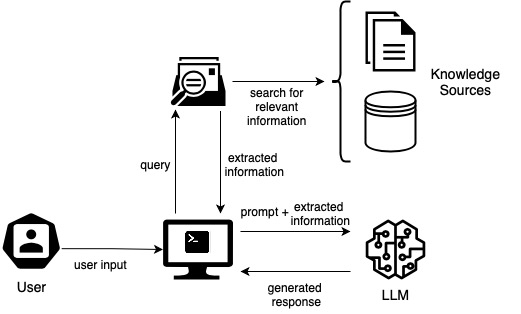 search for
relevant
information
Knowledge
Sources
query
extracted
information
prompt + extracted
information
user input
User
generated
response
LLM